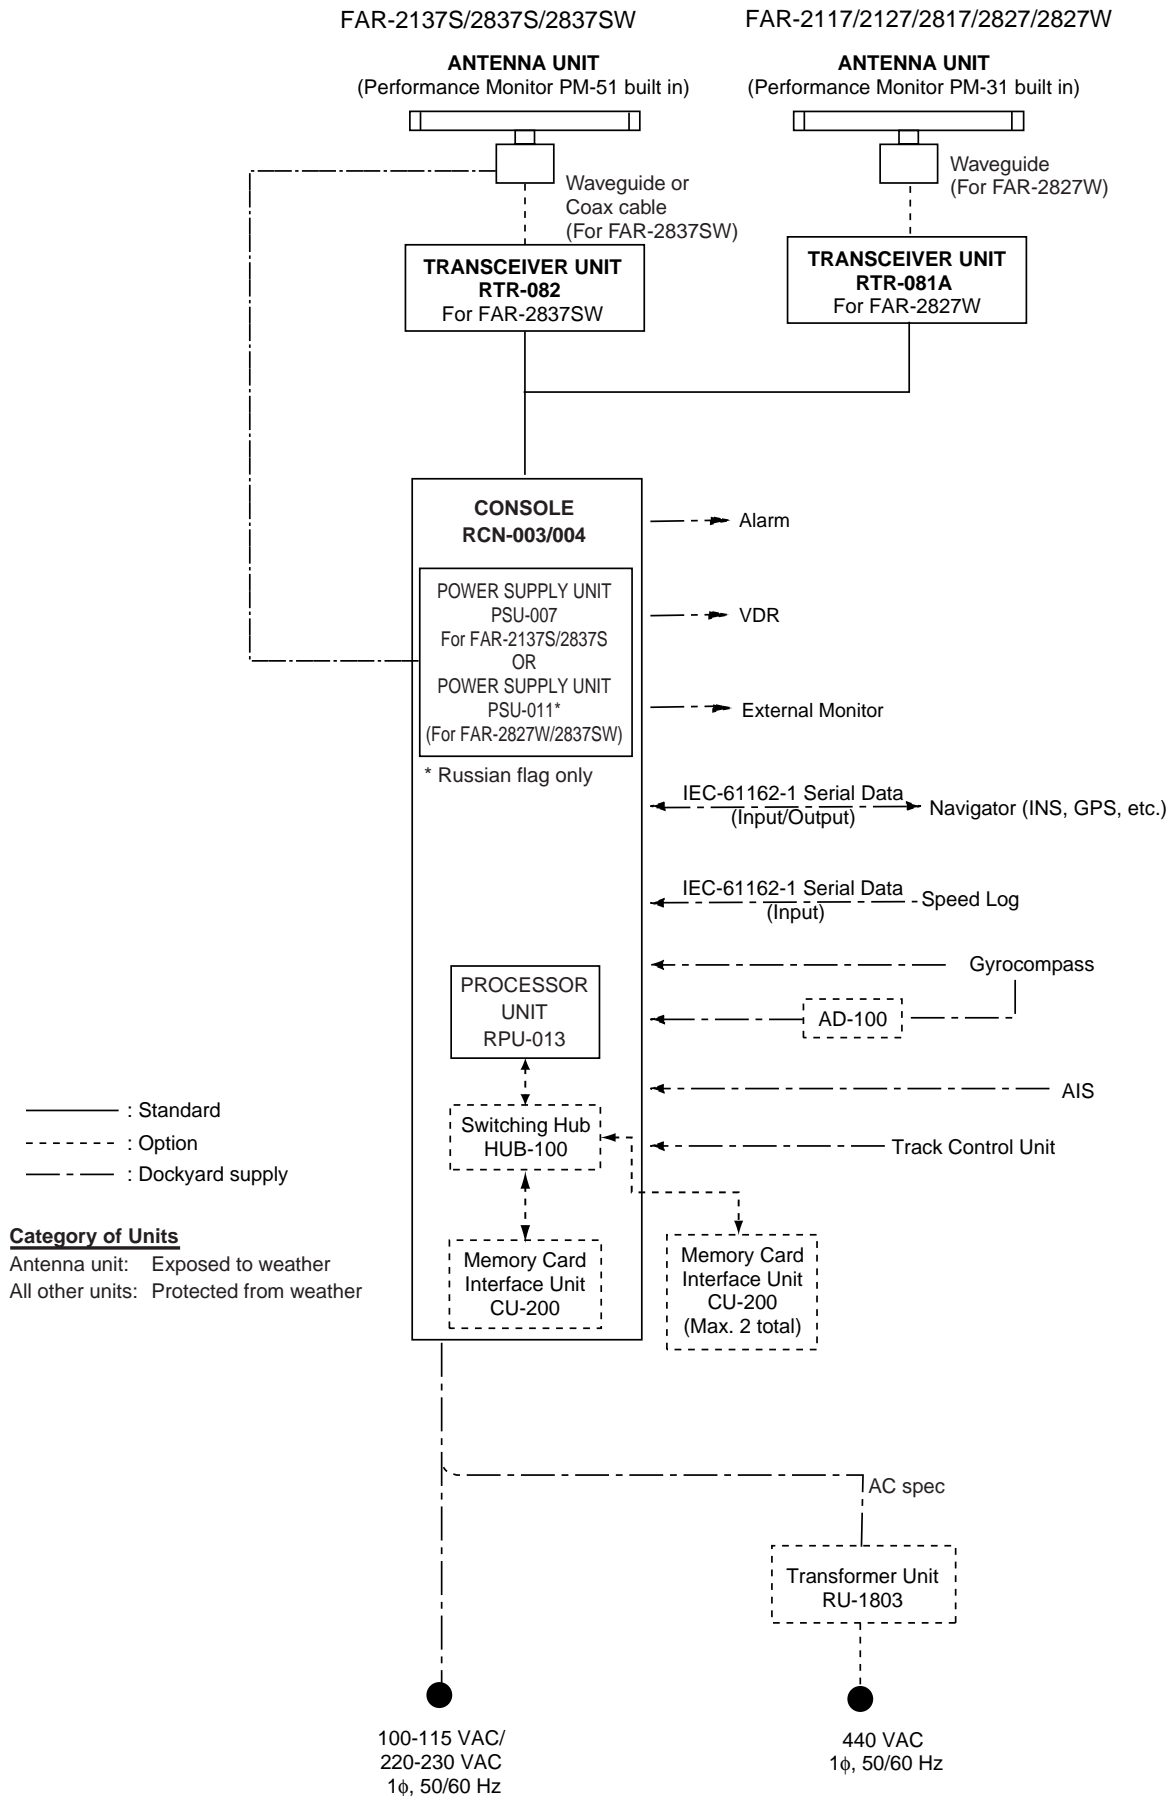 FAR-2137S/2837S/2837SW
FAR-2117/2127/2817/2827/2827W
ANTENNA UNIT
(Performance Monitor PM-51 built in)
ANTENNA UNIT
(Performance Monitor PM-31 built in)
Waveguide or
Coax cable
(For FAR-2837SW)
Waveguide
(For FAR-2827W)
TRANSCEIVER UNIT
RTR-082
For FAR-2837SW
TRANSCEIVER UNIT
RTR-081A
For FAR-2827W
CONSOLE
RCN-003/004
POWER SUPPLY UNIT
PSU-007
For FAR-2137S/2837S
OR
POWER SUPPLY UNIT
PSU-011*
(For FAR-2827W/2837SW)
* Russian flag only
Alarm
VDR
External Monitor
IEC-61162-1 Serial Data
(Input/Output)
Navigator (INS, GPS, etc.)
IEC-61162-1 Serial Data
(Input)
Speed Log
Gyrocompass
AD-100
AIS
Track Control Unit
PROCESSOR
UNIT
RPU-013
Switching Hub
HUB-100
Memory Card
Interface Unit
CU-200
Memory Card
Interface Unit
CU-200
(Max. 2 total)
: Standard
: Option
: Dockyard supply
Category of Units
Antenna unit: Exposed to weather
All other units: Protected from weather
AC spec
Transformer Unit
RU-1803
100-115 VAC/
220-230 VAC
1ϕ, 50/60 Hz
440 VAC
1ϕ, 50/60 Hz